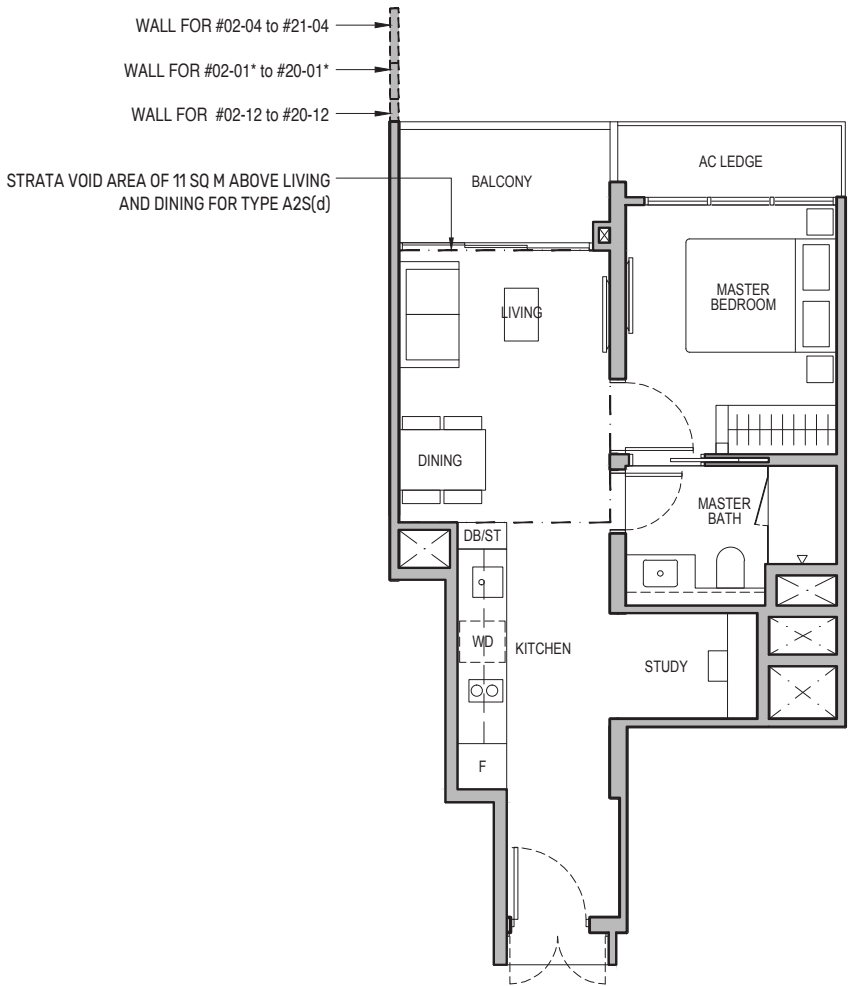 WALL FOR #02-04 to #21-04
WALL FOR #02-01* to #20-01*
WALL FOR #02-12 to #20-12
STRATA VOID AREA OF 11 SQ M ABOVE LIVING
AND DINING FOR TYPE A2S(d)
BALCONY
AC LEDGE
LIVING
MASTER
BEDROOM
DINING
MASTER
BATH
DB/ST
WD
KITCHEN
STUDY
F